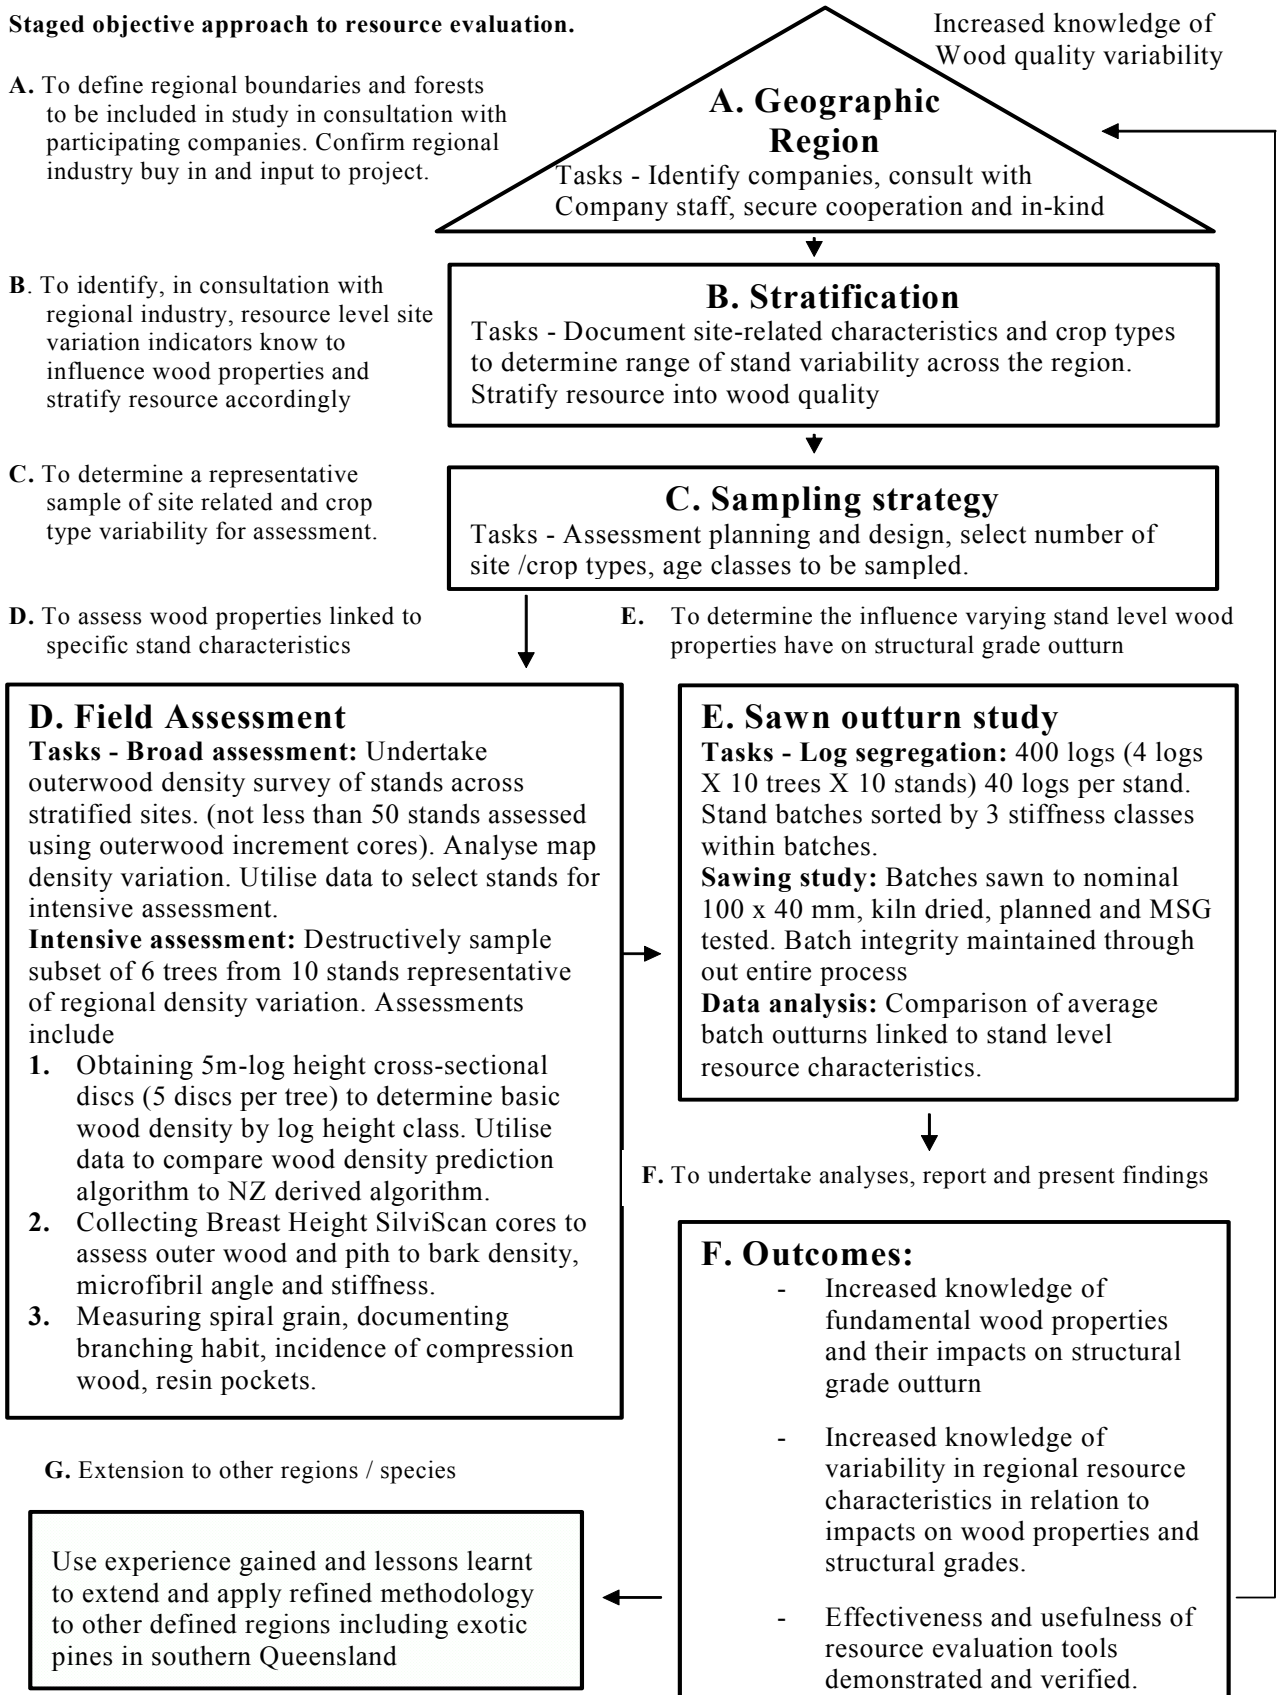 Staged objective approach to resource evaluation.
Increased knowledge of
Wood quality variability
A. To define regional boundaries and forests
to be included in study in consultation with
participating companies. Confirm regional
industry buy in and input to project.
A. Geographic
Region
Tasks - Identify companies, consult with
Company staff, secure cooperation and in-kind
B. To identify, in consultation with
regional industry, resource level site
variation indicators know to
influence wood properties and
stratify resource accordingly
B. Stratification
Tasks - Document site-related characteristics and crop types
to determine range of stand variability across the region.
Stratify resource into wood quality
C. To determine a representative
sample of site related and crop
type variability for assessment.
C. Sampling strategy
Tasks - Assessment planning and design, select number of
site /crop types, age classes to be sampled.
D. To assess wood properties linked to
specific stand characteristics
E. To determine the influence varying stand level wood
properties have on structural grade outturn
D. Field Assessment
Tasks - Broad assessment: Undertake
outerwood density survey of stands across
stratified sites. (not less than 50 stands assessed
using outerwood increment cores). Analyse map
density variation. Utilise data to select stands for
intensive assessment.
Intensive assessment: Destructively sample
subset of 6 trees from 10 stands representative
of regional density variation. Assessments
include
1. Obtaining 5m-log height cross-sectional
discs (5 discs per tree) to determine basic
wood density by log height class. Utilise
data to compare wood density prediction
algorithm to NZ derived algorithm.
2. Collecting Breast Height SilviScan cores to
assess outer wood and pith to bark density,
microfibril angle and stiffness.
3. Measuring spiral grain, documenting
branching habit, incidence of compression
wood, resin pockets.
E. Sawn outturn study
Tasks - Log segregation: 400 logs (4 logs
X 10 trees X 10 stands) 40 logs per stand.
Stand batches sorted by 3 stiffness classes
within batches.
Sawing study: Batches sawn to nominal
100 x 40 mm, kiln dried, planned and MSG
tested. Batch integrity maintained through
out entire process
Data analysis: Comparison of average
batch outturns linked to stand level
resource characteristics.
F. To undertake analyses, report and present findings
F. Outcomes:
- Increased knowledge of
fundamental wood properties
and their impacts on structural
grade outturn
- Increased knowledge of
variability in regional resource
characteristics in relation to
impacts on wood properties and
structural grades.
- Effectiveness and usefulness of
resource evaluation tools
demonstrated and verified.
G. Extension to other regions / species
Use experience gained and lessons learnt
to extend and apply refined methodology
to other defined regions including exotic
pines in southern Queensland